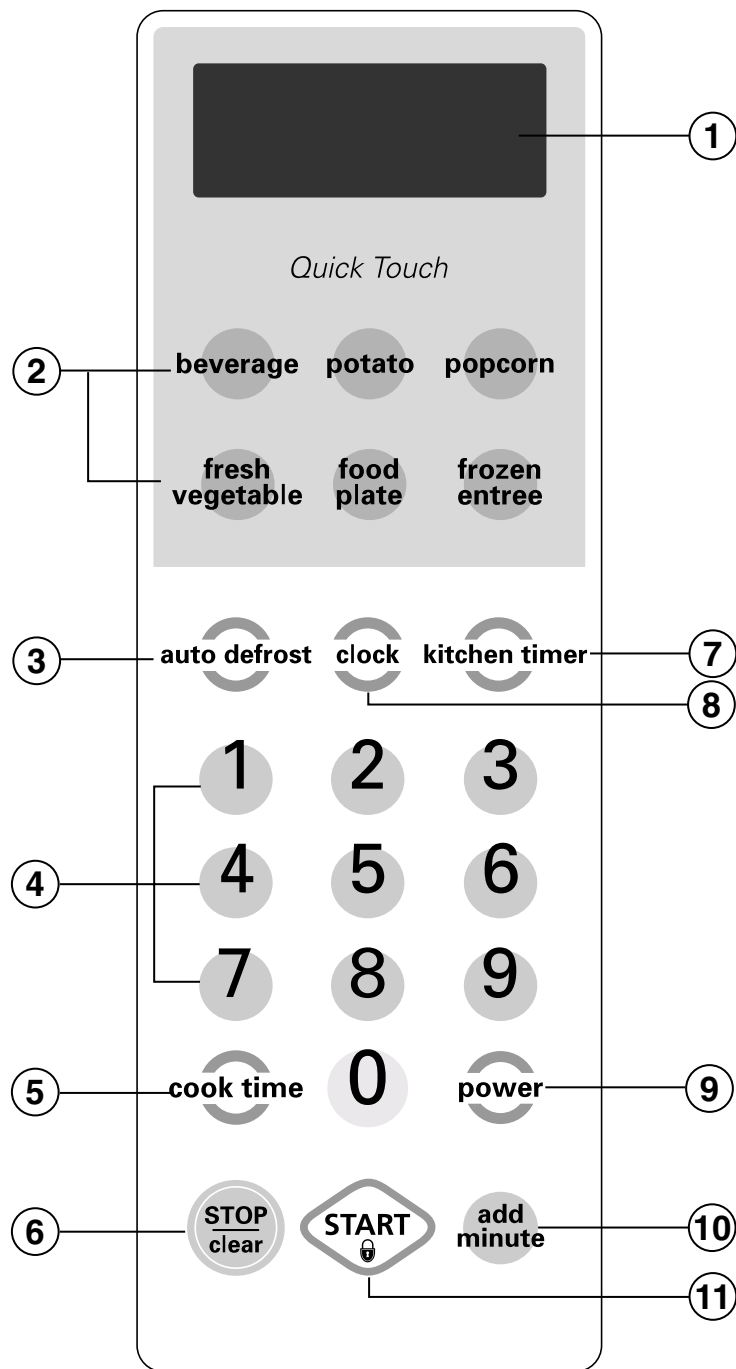 1
Quick Touch
2
beverage potato popcorn
fresh vegetable food plate frozen entree
3
auto defrost clock kitchen timer
7
8
1 2 3
4
4 5 6
7 8 9
5
cook time 0 power
9
6
STOP
clear
START
add
minute
10
11